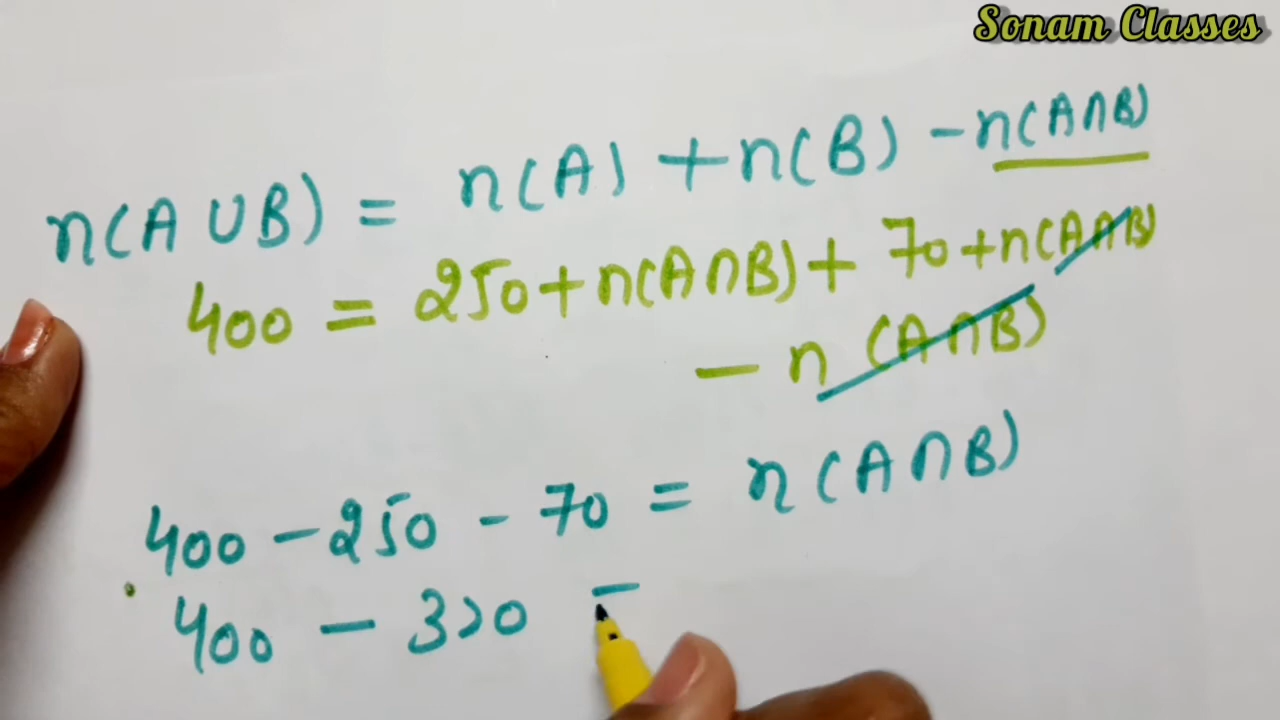 Sonam Classes
n(A∪B) = n(A) + n(B) - n(A∩B)
400 = 250 + n(A∩B) + 70 + n(A∩B)
- n (A∩B)
400 - 250 - 70 = n(A∩B)
400 - 320 =